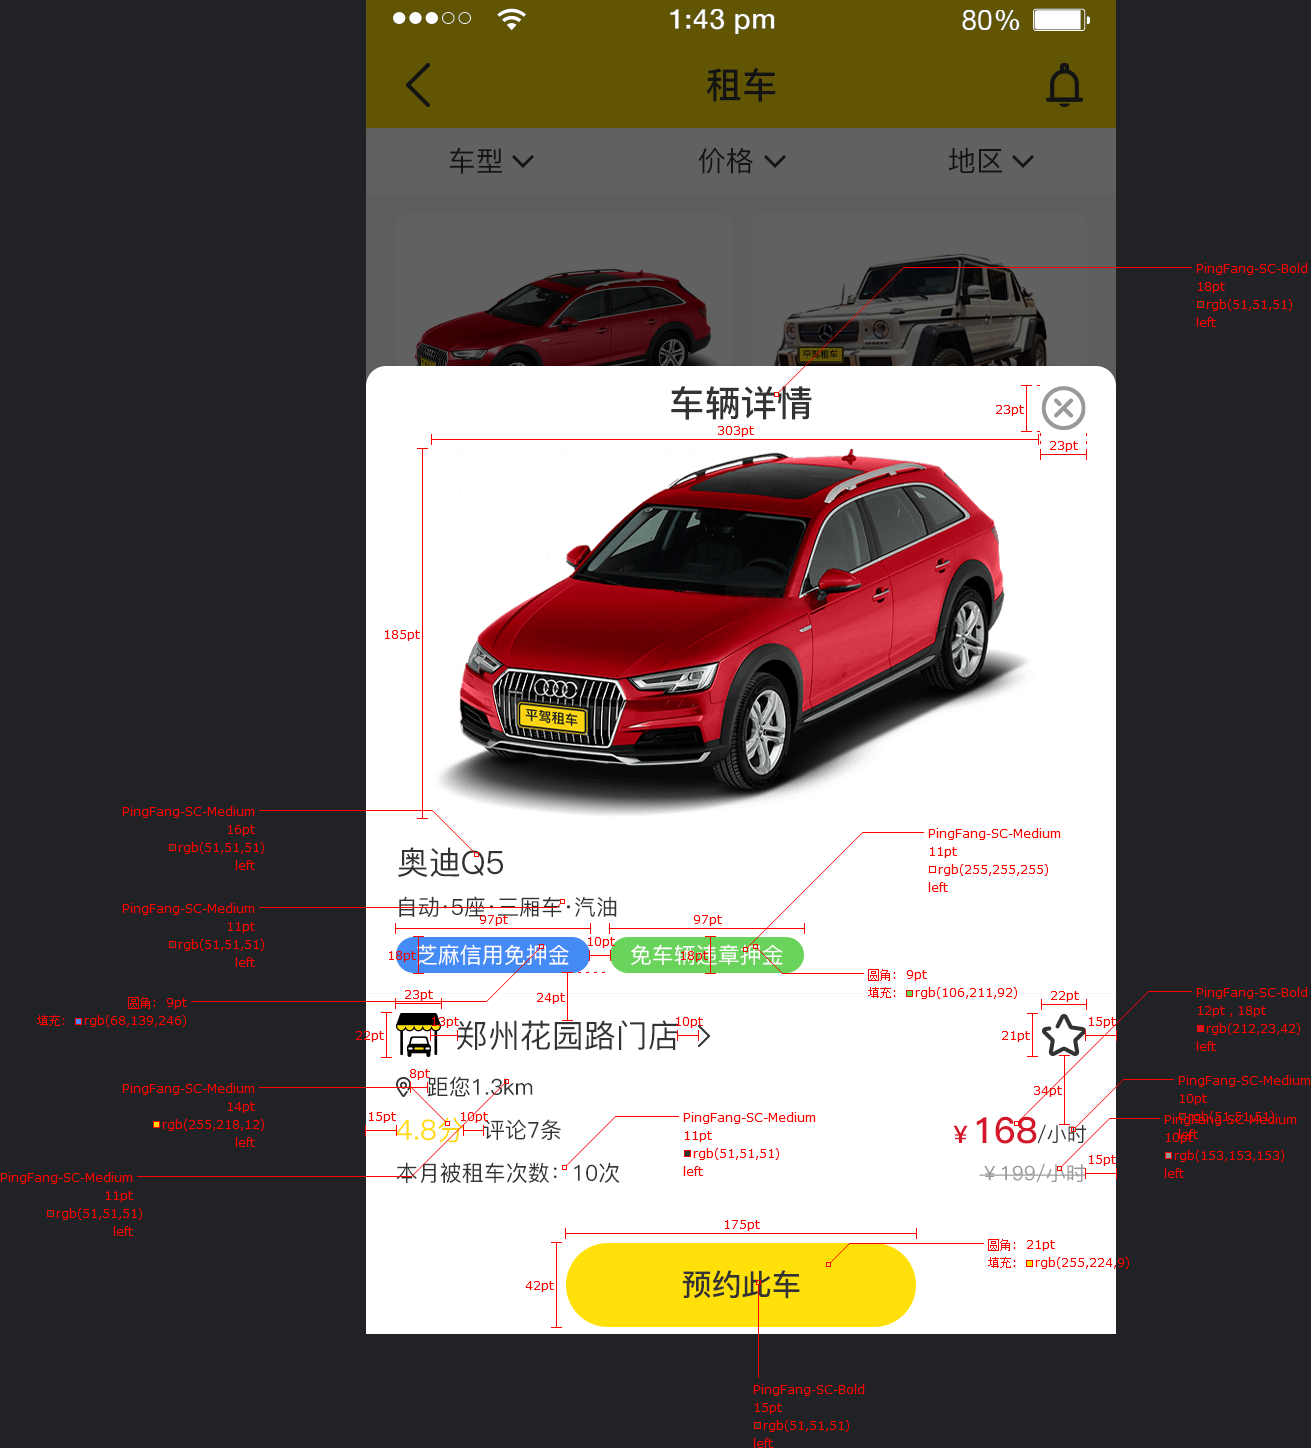 1:43 pm
80%
租车
车型
价格
地区
PingFang-SC-Bold
18pt
rgb(51,51,51)
left
平驾租车
车辆详情
23pt
303pt
23pt
185pt
平驾租车
PingFang-SC-Medium
16pt
rgb(51,51,51)
left
PingFang-SC-Medium
11pt
rgb(255,255,255)
left
奥迪Q5
PingFang-SC-Medium
11pt
rgb(51,51,51)
left
自动·5座·三厢车·汽油
97pt
97pt
18pt
芝麻信用免押金
10pt
18pt
免车辆违章押金
圆角: 9pt
填充: rgb(106,211,92)
圆角: 9pt
填充: rgb(68,139,246)
23pt
24pt
22pt
PingFang-SC-Bold
12pt , 18pt
rgb(212,23,42)
left
22pt
13pt
郑州花园路门店
10pt
21pt
15pt
8pt
距您1.3km
34pt
PingFang-SC-Medium
14pt
rgb(255,218,12)
left
PingFang-SC-Medium
10pt
rgb(51,51,51)
left
15pt
4.8分
10pt
评论7条
PingFang-SC-Medium
11pt
rgb(51,51,51)
left
¥168/小时
PingFang-SC-Medium
10pt
rgb(153,153,153)
left
本月被租车次数：10次
¥199/小时
15pt
PingFang-SC-Medium
11pt
rgb(51,51,51)
left
175pt
42pt
预约此车
圆角: 21pt
填充: rgb(255,224,9)
PingFang-SC-Bold
15pt
rgb(51,51,51)
left